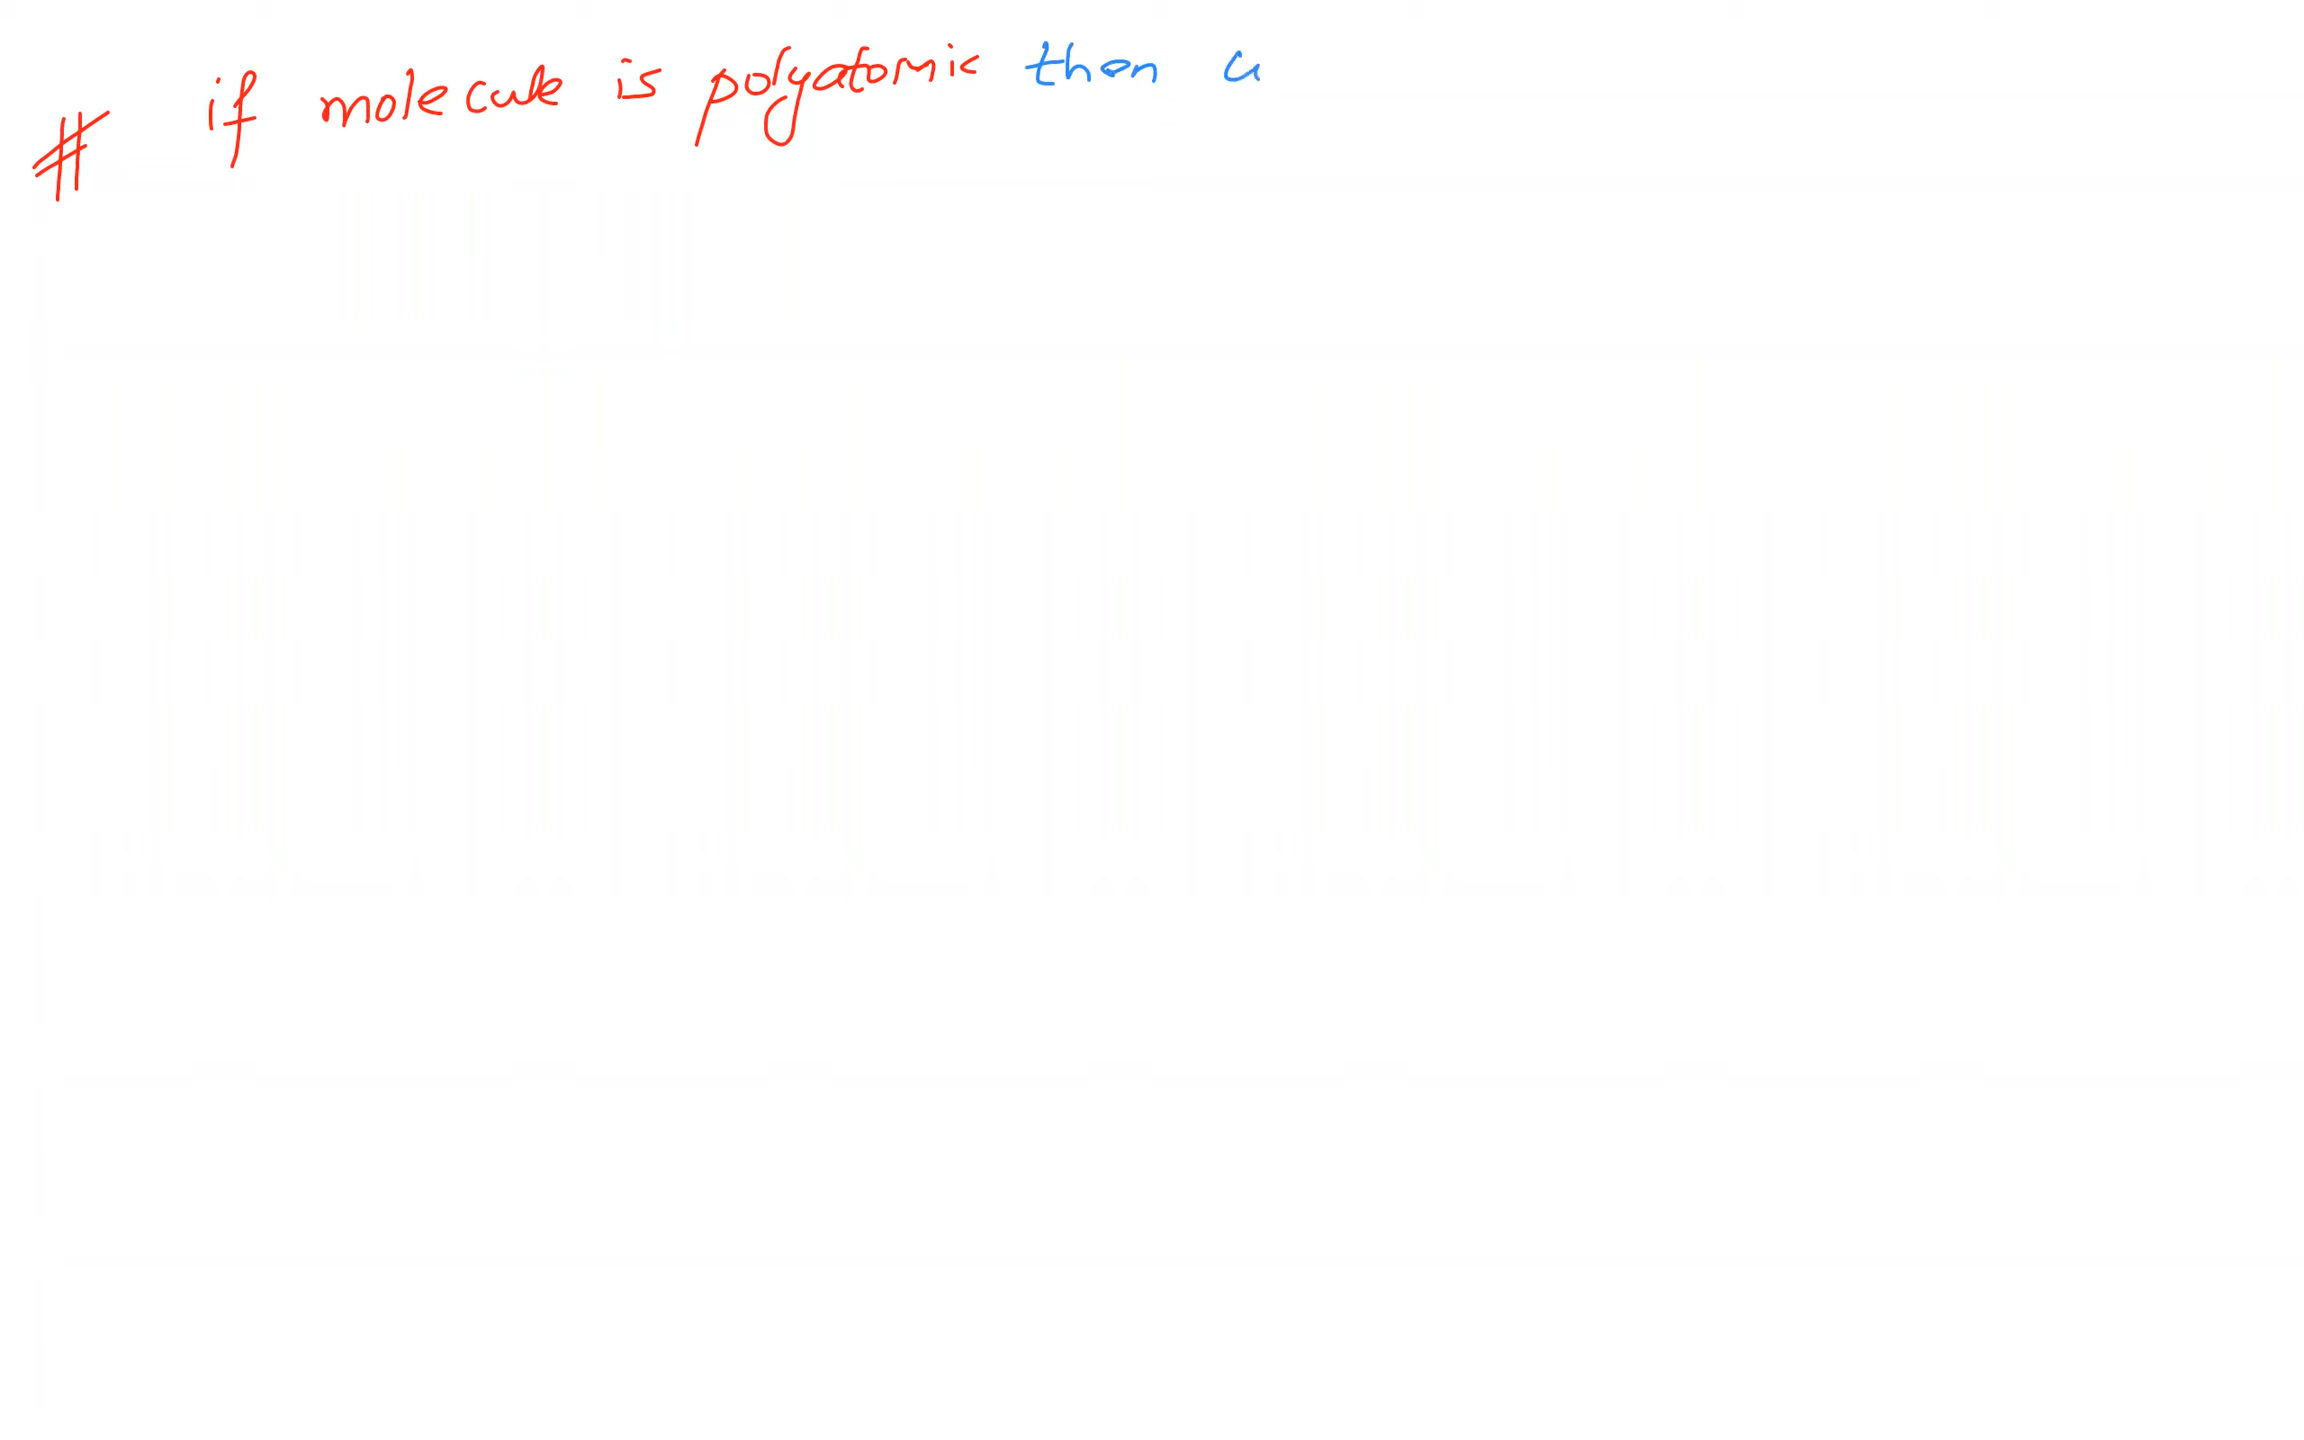 # if molecule is polyatomic then u